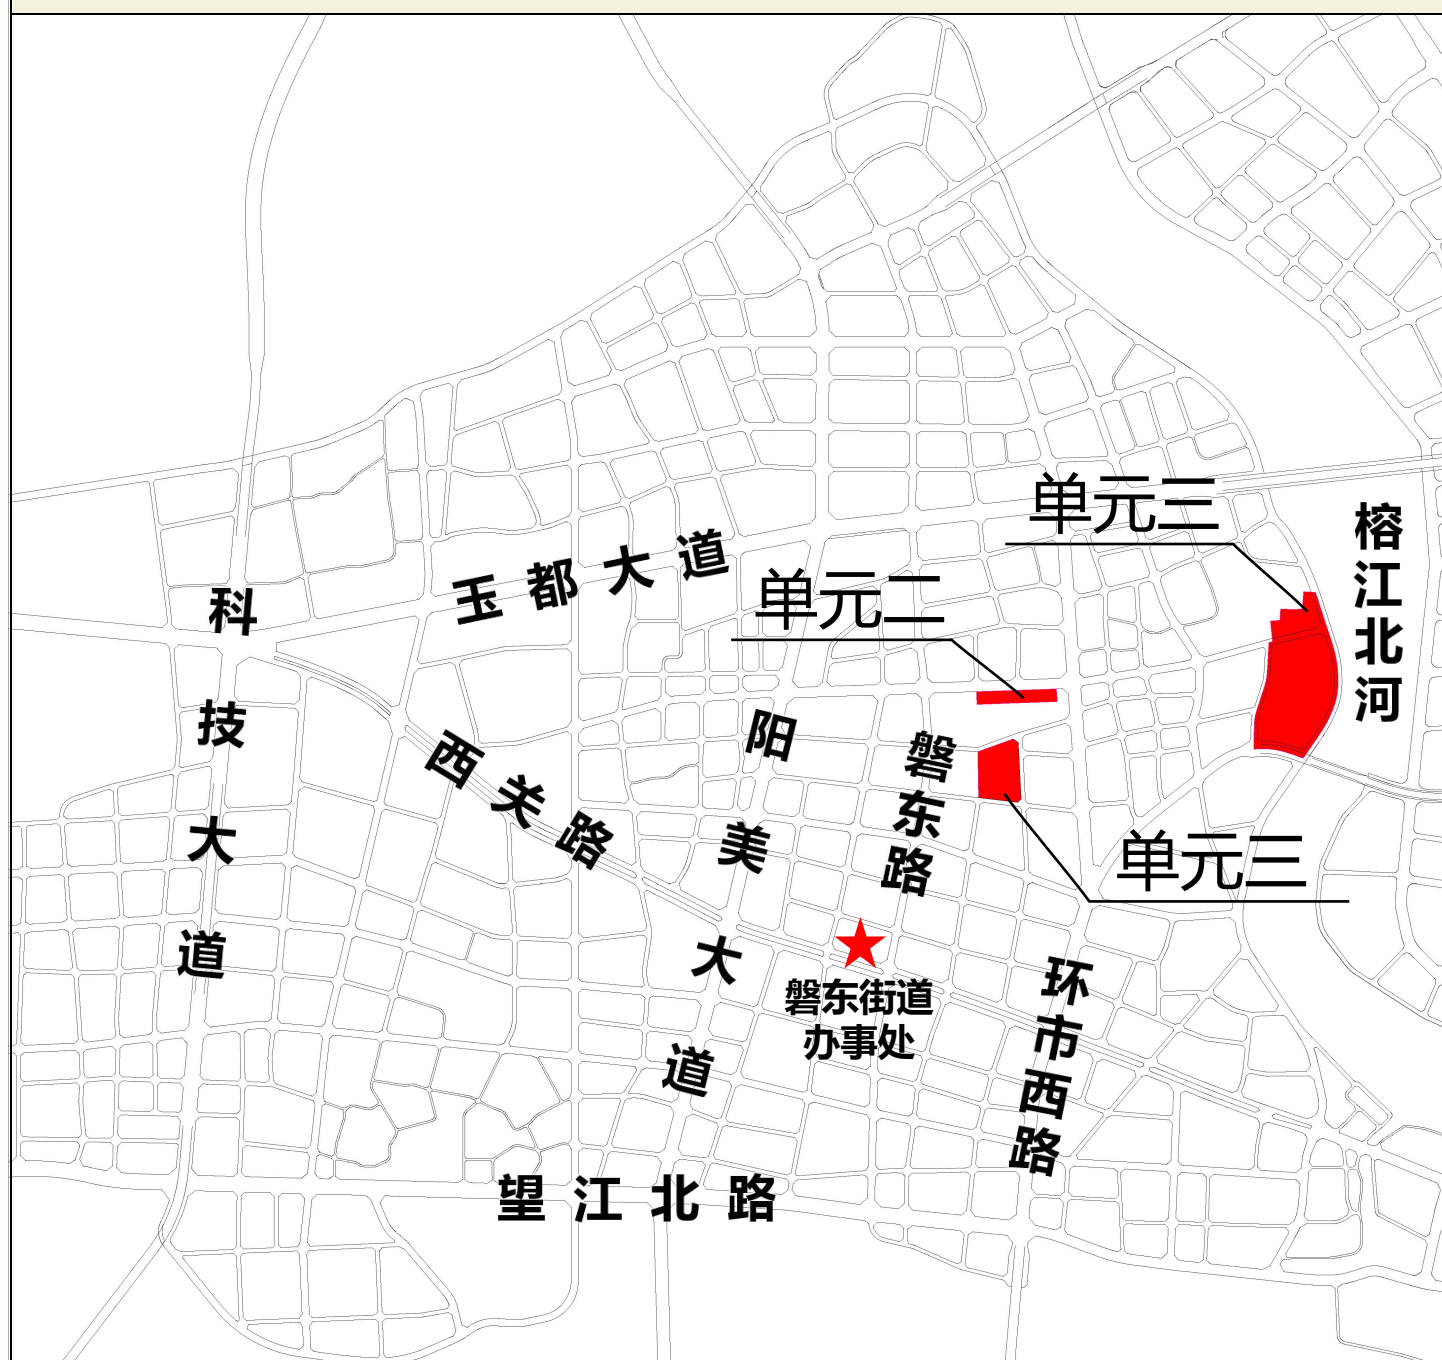 单元三
榕江北河
玉都大道
单元二
科技大道
西关路
阳美大道
磐东路
单元三
磐东街道
办事处
环市西路
望江北路